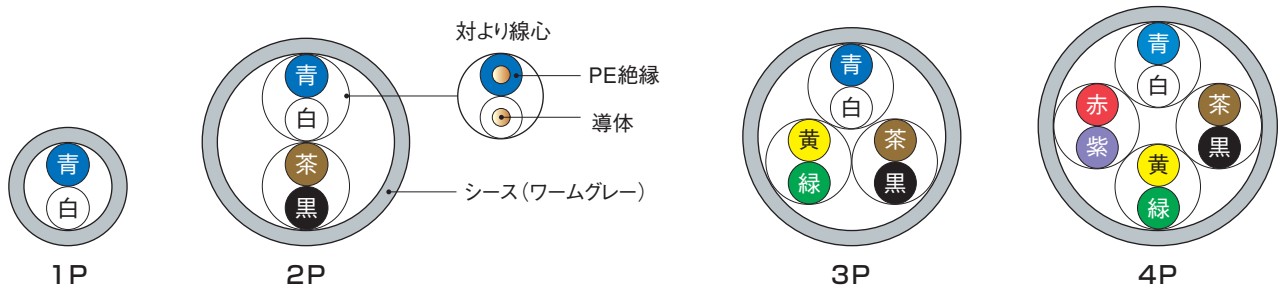 青
白
1P
青
白
茶
黒
2P
対より線心
PE絶縁
導体
シース(ワームグレー)
青
白
黄
緑
茶
黒
3P
青
白
赤
紫
茶
黒
黄
緑
4P